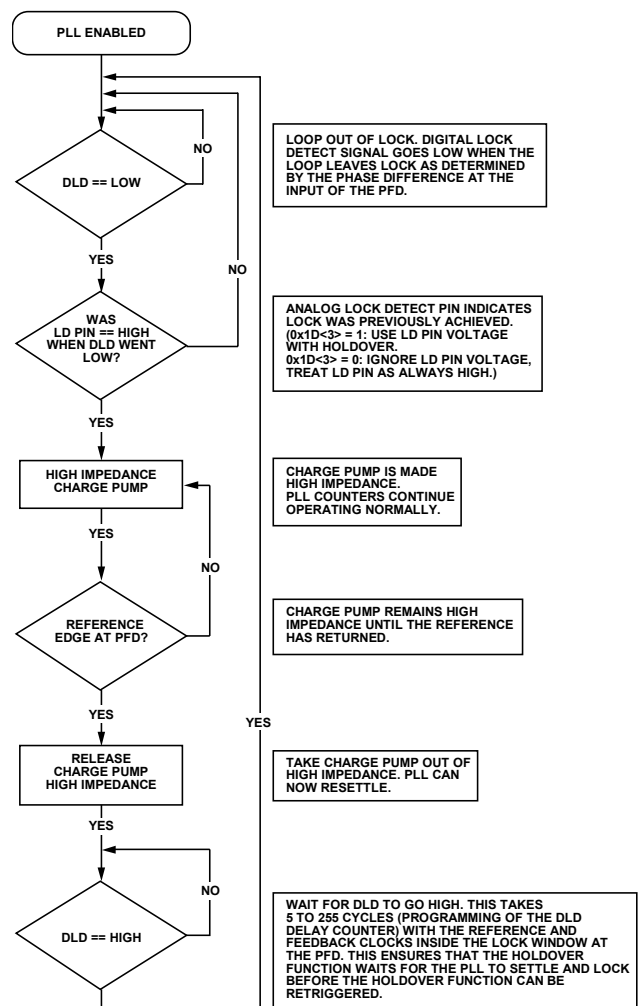 PLL ENABLED
NO
DLD == LOW
YES
NO
WAS
LD PIN == HIGH
WHEN DLD WENT
LOW?
YES
HIGH IMPEDANCE
CHARGE PUMP
YES
NO
REFERENCE
EDGE AT PFD?
YES
YES
RELEASE
CHARGE PUMP
HIGH IMPEDANCE
YES
NO
DLD == HIGH
LOOP OUT OF LOCK. DIGITAL LOCK
DETECT SIGNAL GOES LOW WHEN THE
LOOP LEAVES LOCK AS DETERMINED
BY THE PHASE DIFFERENCE AT THE
INPUT OF THE PFD.
ANALOG LOCK DETECT PIN INDICATES
LOCK WAS PREVIOUSLY ACHIEVED.
(0x1D<3> = 1: USE LD PIN VOLTAGE
WITH HOLDOVER.
0x1D<3> = 0: IGNORE LD PIN VOLTAGE,
TREAT LD PIN AS ALWAYS HIGH.)
CHARGE PUMP IS MADE
HIGH IMPEDANCE.
PLL COUNTERS CONTINUE
OPERATING NORMALLY.
CHARGE PUMP REMAINS HIGH
IMPEDANCE UNTIL THE REFERENCE
HAS RETURNED.
TAKE CHARGE PUMP OUT OF
HIGH IMPEDANCE. PLL CAN
NOW RESETTLE.
WAIT FOR DLD TO GO HIGH. THIS TAKES
5 TO 255 CYCLES (PROGRAMMING OF THE DLD
DELAY COUNTER) WITH THE REFERENCE AND
FEEDBACK CLOCKS INSIDE THE LOCK WINDOW AT
THE PFD. THIS ENSURES THAT THE HOLDOVER
FUNCTION WAITS FOR THE PLL TO SETTLE AND LOCK
BEFORE THE HOLDOVER FUNCTION CAN BE
RETRIGGERED.